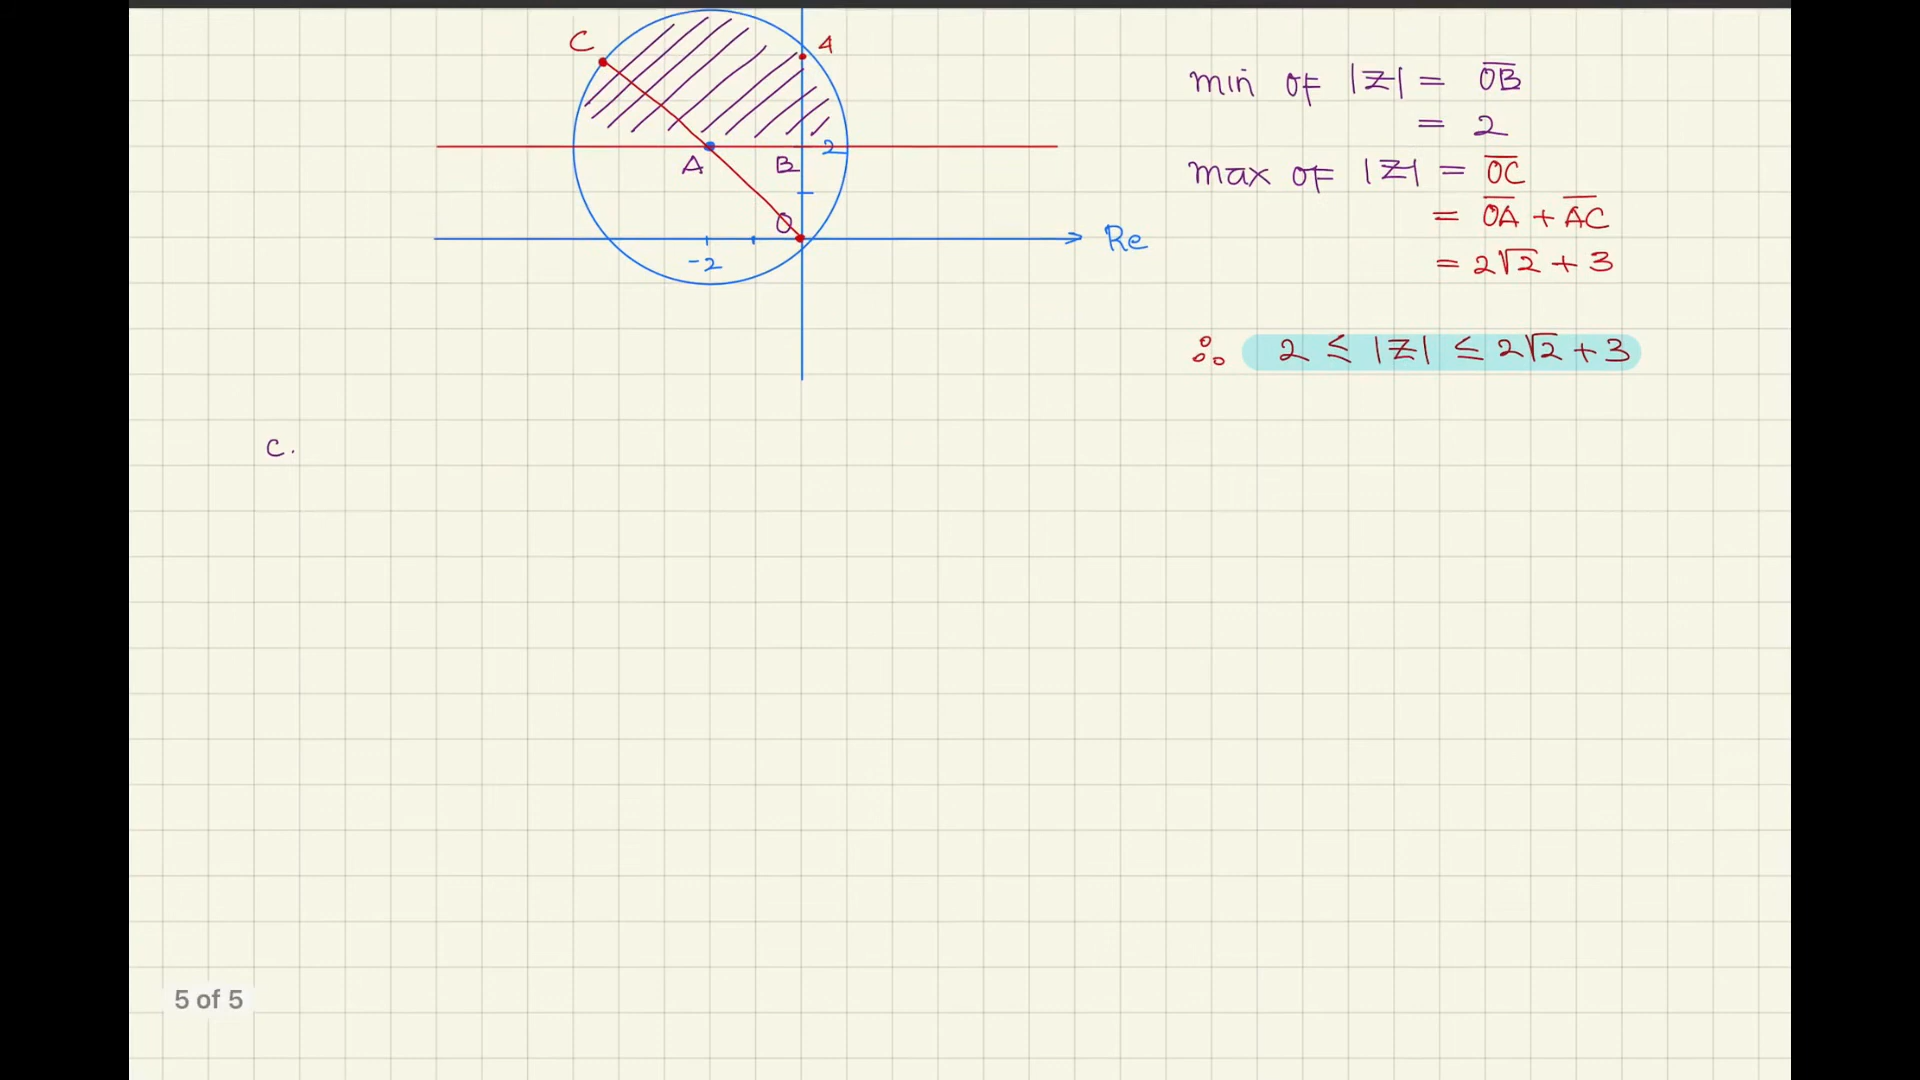 C
4
A
B
2
O
-2
Re
min of |Z| = OB
= 2
max of |Z| = OC
= OA + AC
= 2√2 + 3
∴ 2 ≤ |Z| ≤ 2√2 + 3
c.
5 of 5